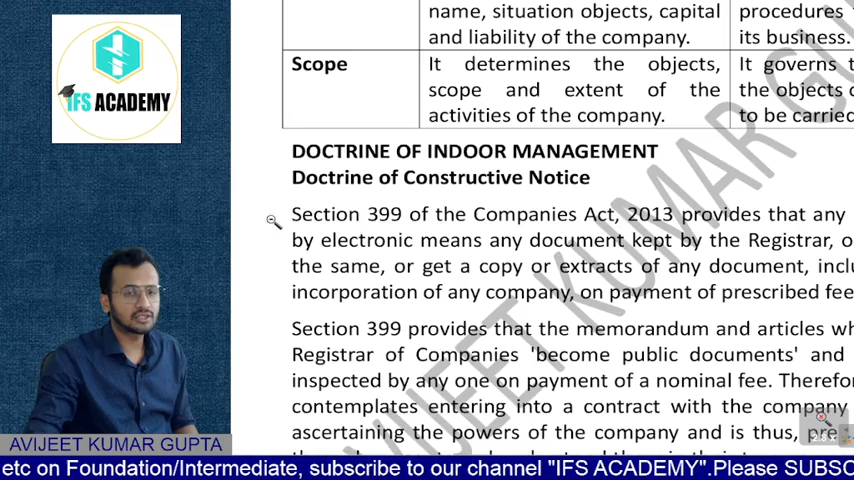 name, situation objects, capital
and liability of the company.
procedures
its business.
Scope
It determines the objects,
scope and extent of the
activities of the company.
It governs
the objects
to be carried
DOCTRINE OF INDOOR MANAGEMENT
Doctrine of Constructive Notice
Section 399 of the Companies Act, 2013 provides that any
by electronic means any document kept by the Registrar,
the same, or get a copy or extracts of any document,
incorporation of any company, on payment of prescribed fee
Section 399 provides that the memorandum and articles
Registrar of Companies 'become public documents' and
inspected by any one on payment of a nominal fee.
contemplates entering into a contract with the company
ascertaining the powers of the company and is thus,
IFS ACADEMY
AVIJEET KUMAR GUPTA
2.8x
etc on Foundation/Intermediate, subscribe to our channel "IFS ACADEMY".Please
AVIJEET KUMAR